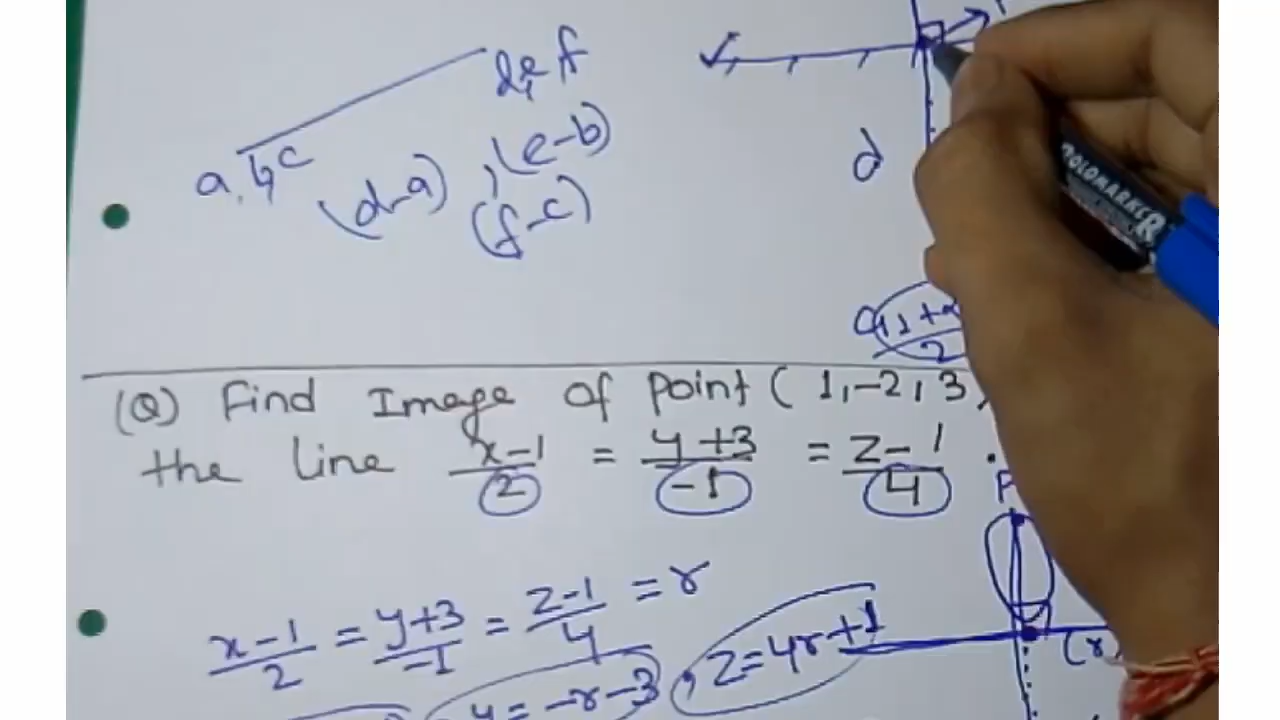 d, e, f
a, b, c
(d-a), (e-b)
(f-c)
d
(Q) Find Image of point (1, -2, 3
the line x-1/2 = y+3/-1 = z-1/4 .
P
x-1/2 = y+3/-1 = z-1/4 = r
y = -r-3, z = 4r+1
(r)
POLOMARKER